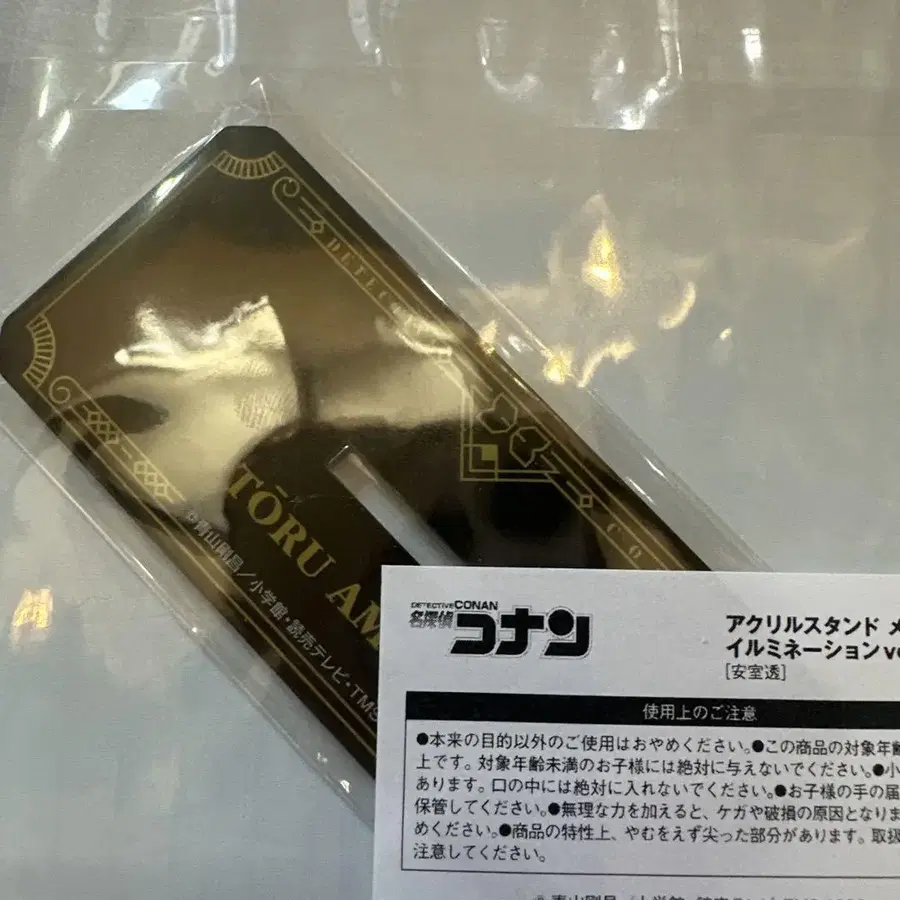 DETEC
C O
TŌRU AM
©青山剛昌／小学館・読売テレビ・TMS
DETECTIVE CONAN
名探偵コナン
アクリルスタンド メ
イルミネーションve
[安室透]
使用上のご注意
●本来の目的以外のご使用はおやめください。●この商品の対象年齢
上です。対象年齢未満のお子様には絶対に与えないでください。●小
あります。口の中には絶対に入れないでください。●お子様の手の届
保管してください。●無理な力を加えると、ケガや破損の原因となりま
めください。●商品の特性上、やむをえず尖った部分があります。取扱
注意してください。